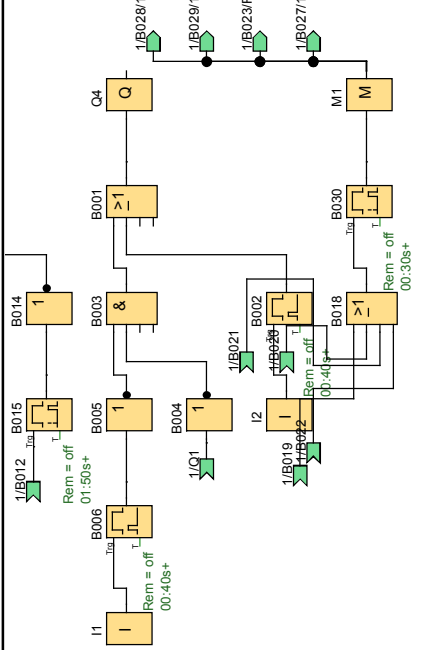 1/B012
B015
Trg
T
Rem = off
01:50s+
B014
1
I1
I
B006
Trg
T
Rem = off
00:40s+
B005
1
B003
&
B001
>1
Q4
Q
1/Q1
B004
1
1/B021
I2
I
B002
Trg
T
Rem = off
00:40s+
1/B020
1/B019
1/B022
B018
>1
B030
Trg
T
Rem = off
00:30s+
M1
M
1/B028/
1/B029/
1/B023/
1/B027/